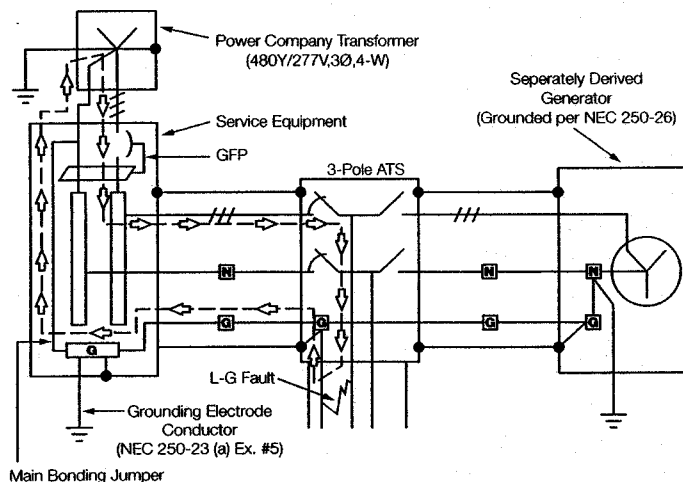 Power Company Transformer
(480Y/277V,3Ø,4-W)
Seperately Derived
Generator
(Grounded per NEC 250-26)
Service Equipment
GFP
3-Pole ATS
N
N
N
G
G
G
G
G
L-G Fault
Grounding Electrode
Conductor
(NEC 250-23 (a) Ex. #5)
Main Bonding Jumper